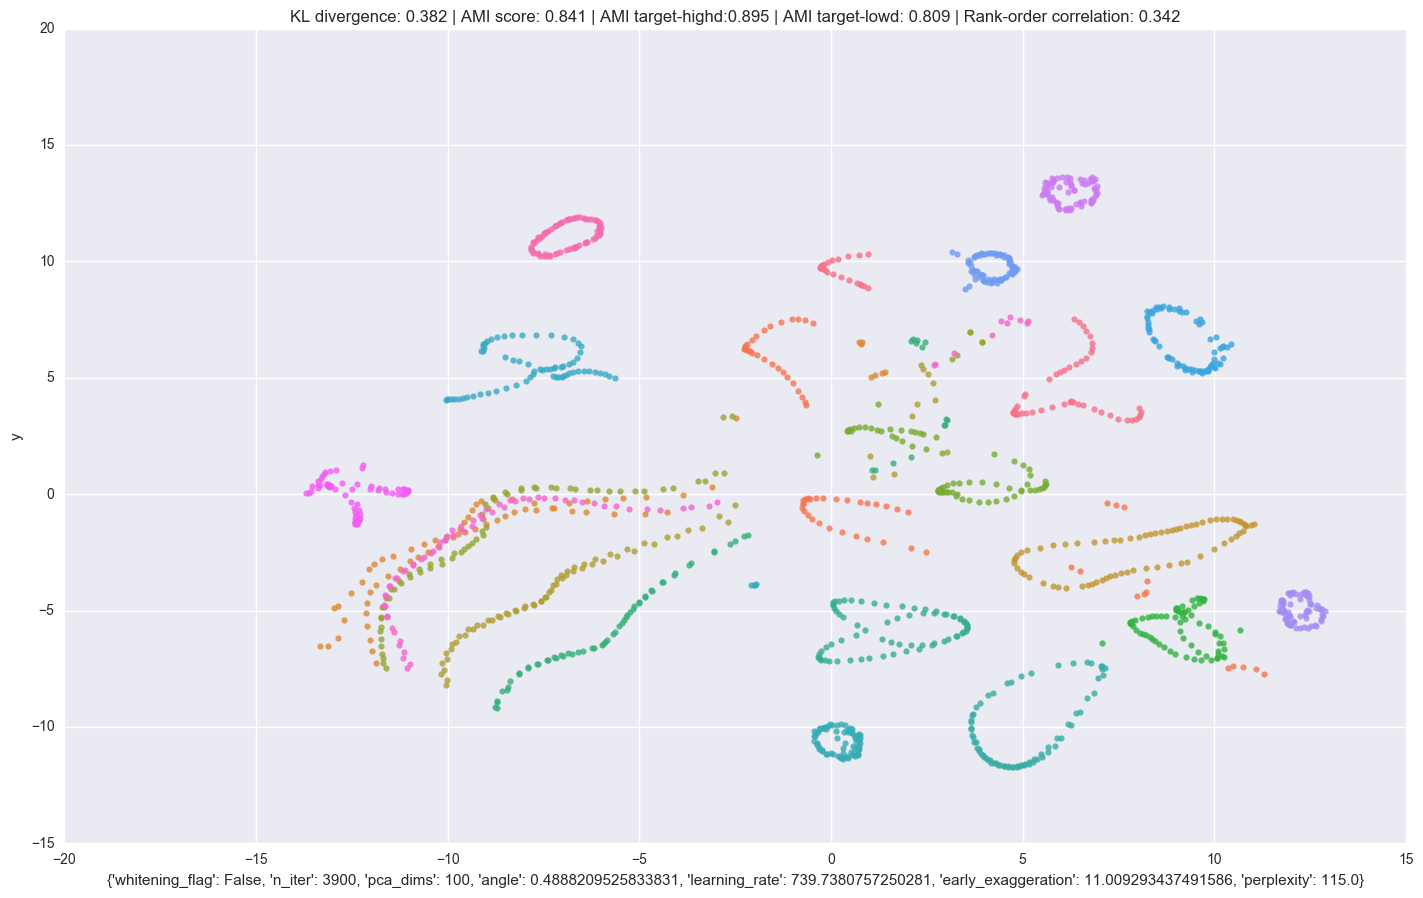 KL divergence: 0.382 | AMI score: 0.841 | AMI target-highd:0.895 | AMI target-lowd: 0.809 | Rank-order correlation: 0.342
20
15
10
5
0
−5
−10
−15
y
−20 −15 −10 −5 0 5 10 15
{'whitening_flag': False, 'n_iter': 3900, 'pca_dims': 100, 'angle': 0.4888209525833831, 'learning_rate': 739.7380757250281, 'early_exaggeration': 11.009293437491586, 'perplexity': 115.0}